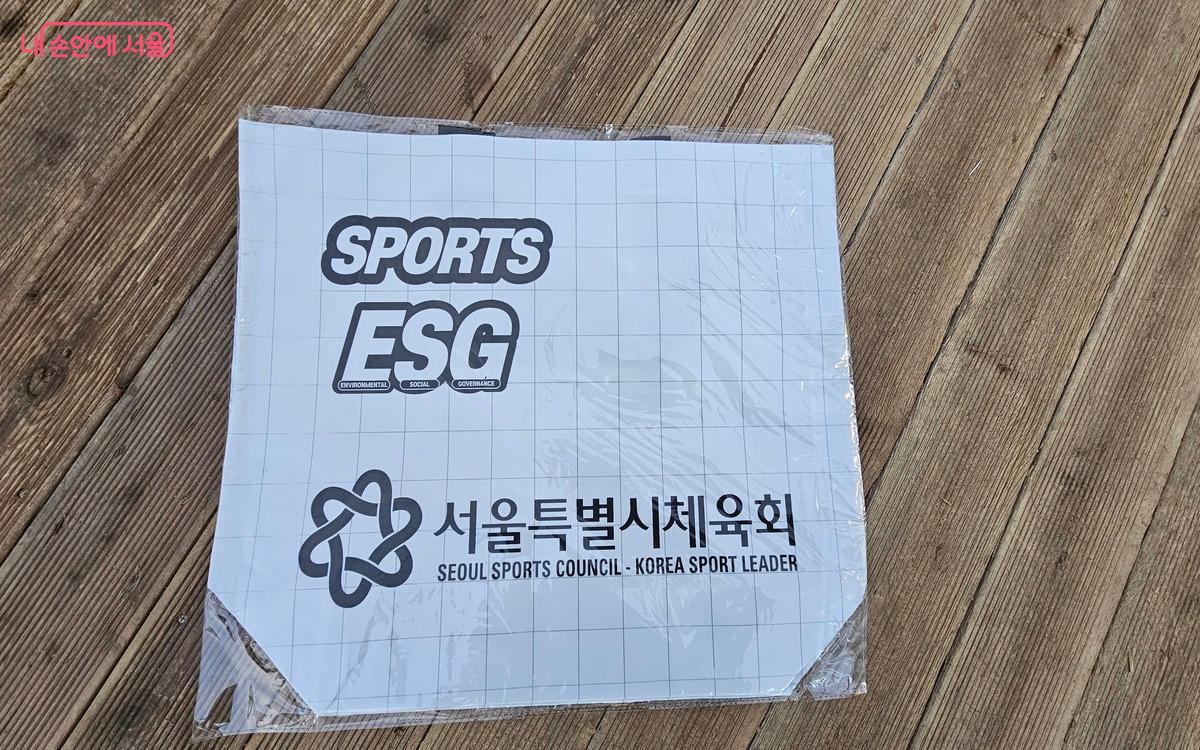 내 손안에 서울
SPORTS
ESG
ENVIRONMENTAL SOCIAL GOVERNANCE
서울특별시체육회
SEOUL SPORTS COUNCIL - KOREA SPORT LEADER